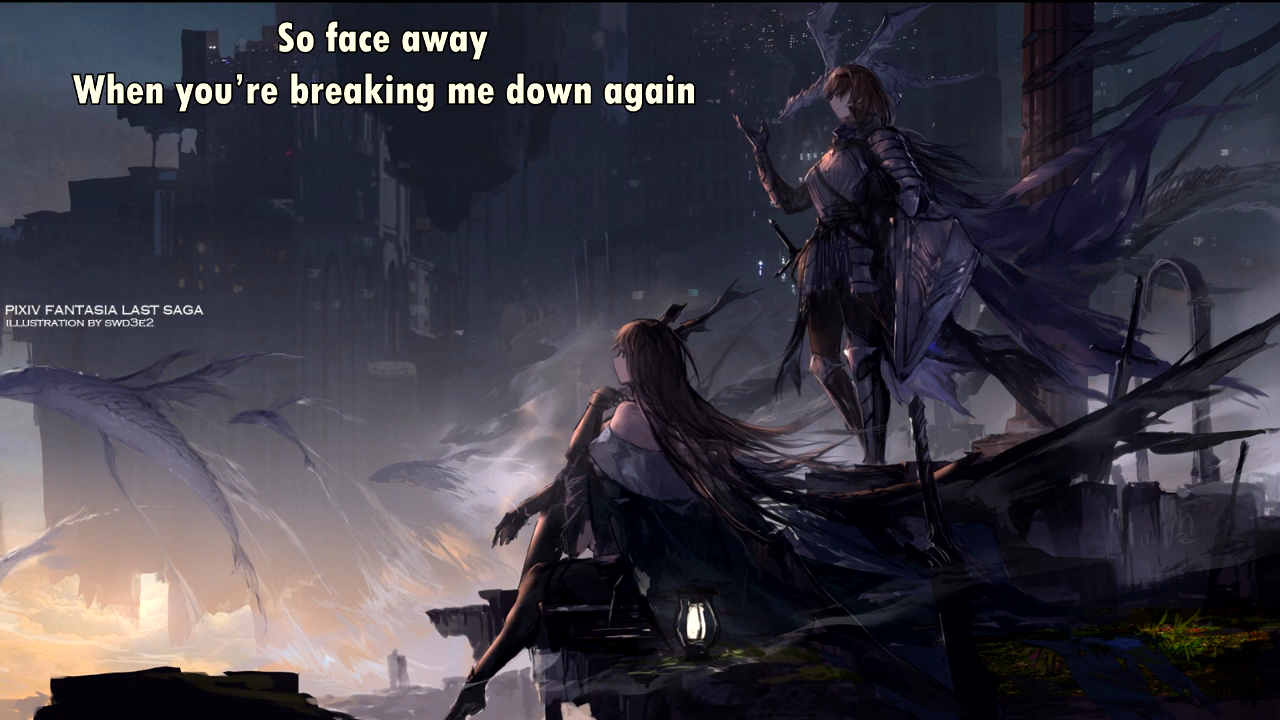 So face away
When you’re breaking me down again
PIXIV FANTASIA LAST SAGA
ILLUSTRATION BY SWD3E2